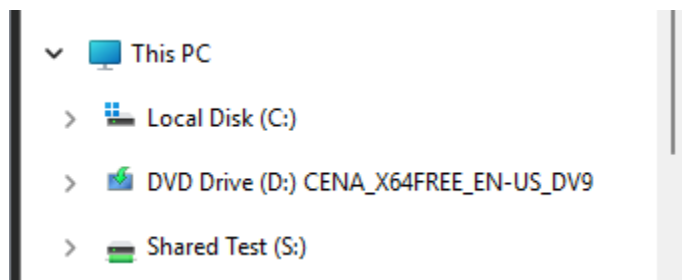 This PC
Local Disk (C:)
DVD Drive (D:) CENA_X64FREE_EN-US_DV9
Shared Test (S:)